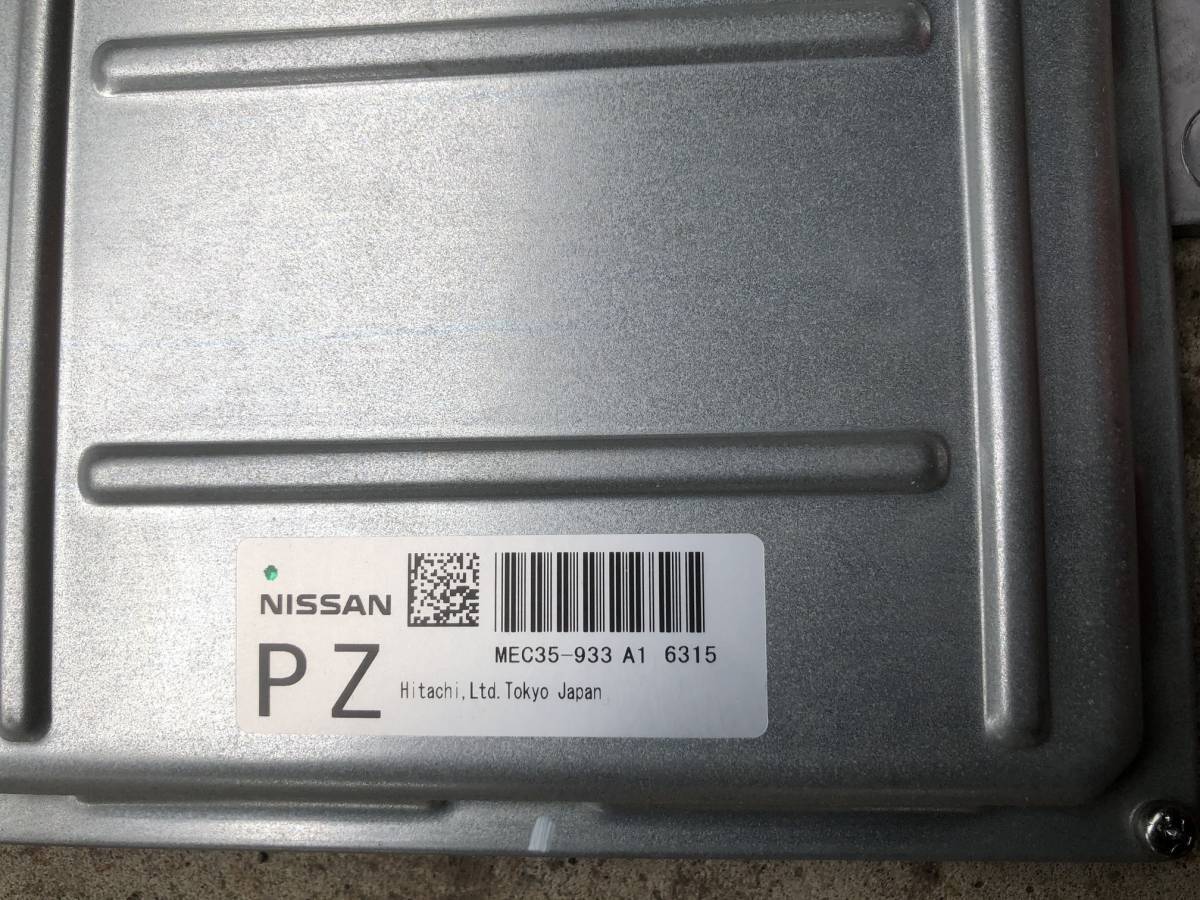 NISSAN
PZ
MEC35-933 A1 6315
Hitachi,Ltd.Tokyo Japan